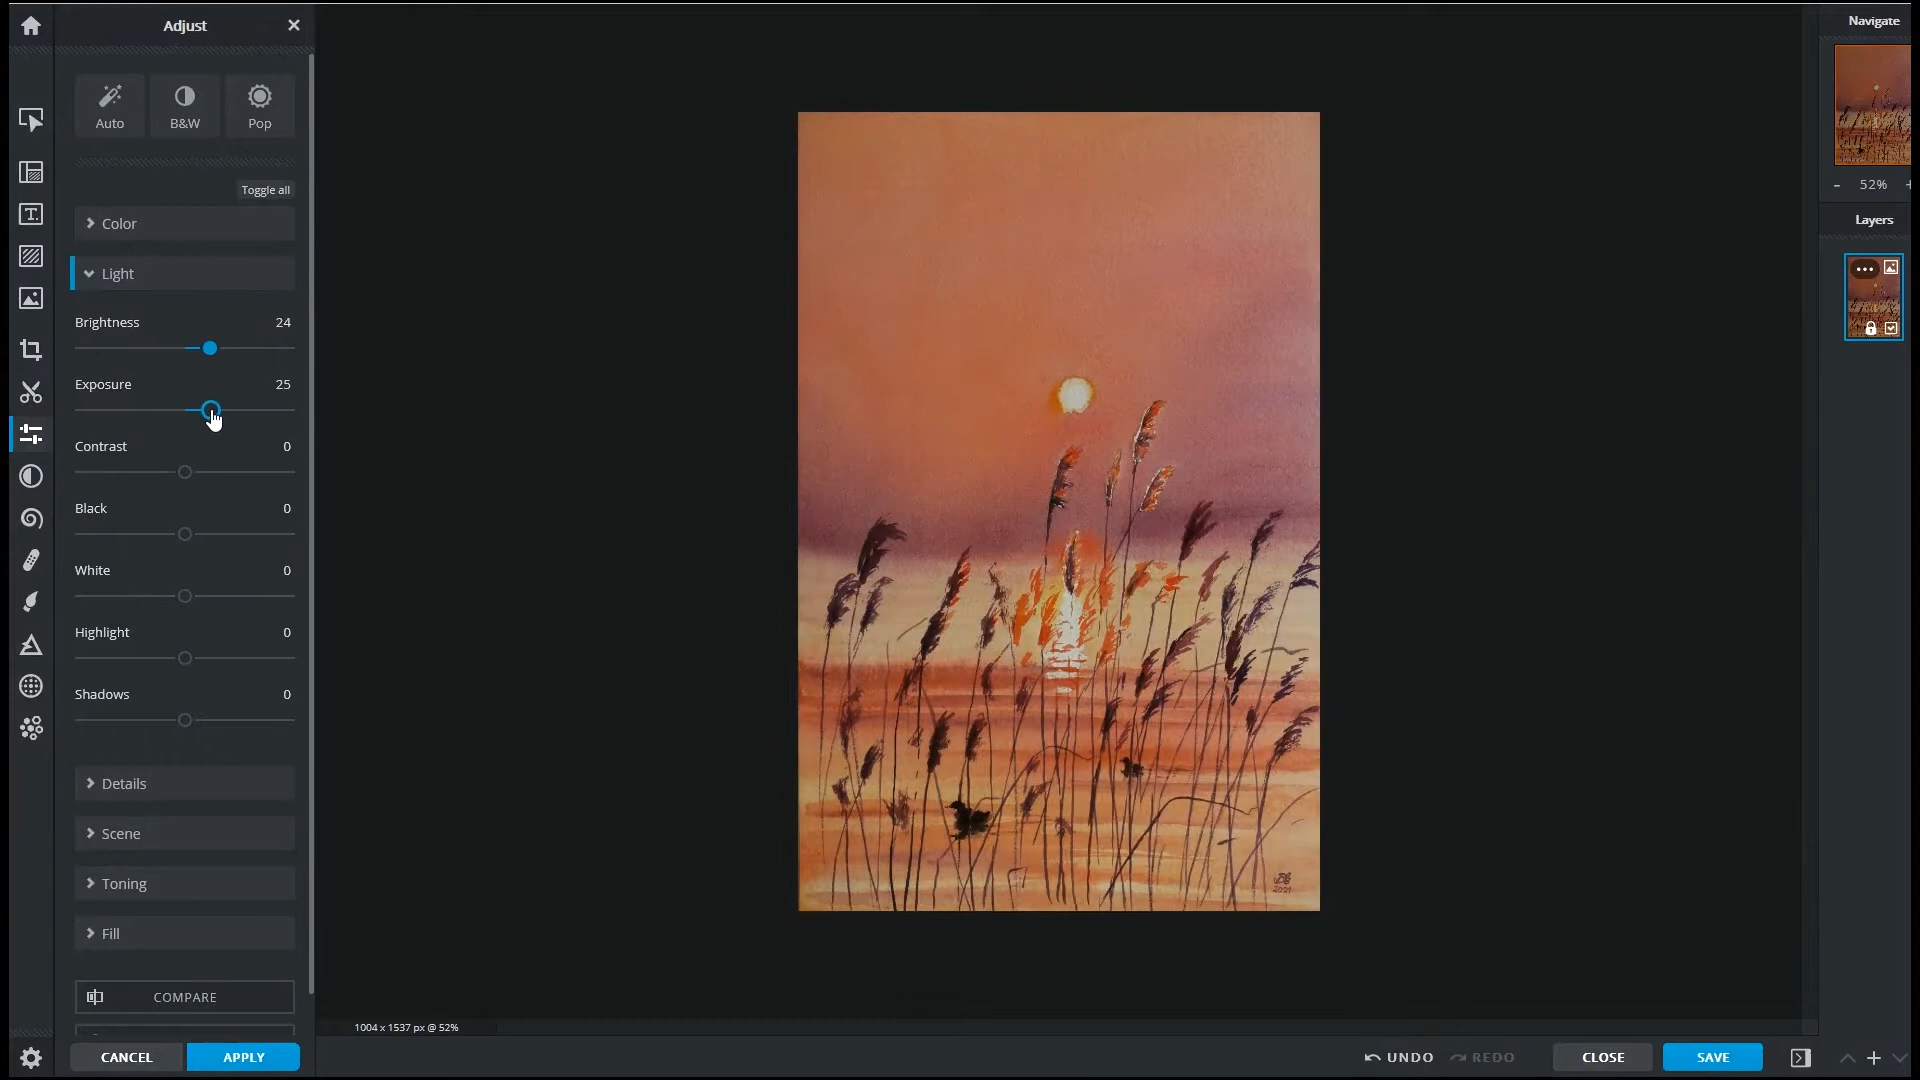 Adjust
Auto
B&W
Pop
Toggle all
Color
Light
Brightness 24
Exposure 25
Contrast 0
Black 0
White 0
Highlight 0
Shadows 0
Details
Scene
Toning
Fill
COMPARE
CANCEL
APPLY
2021
1004 x 1537 px @ 52%
UNDO
REDO
CLOSE
SAVE
Navigate
- 52% +
Layers